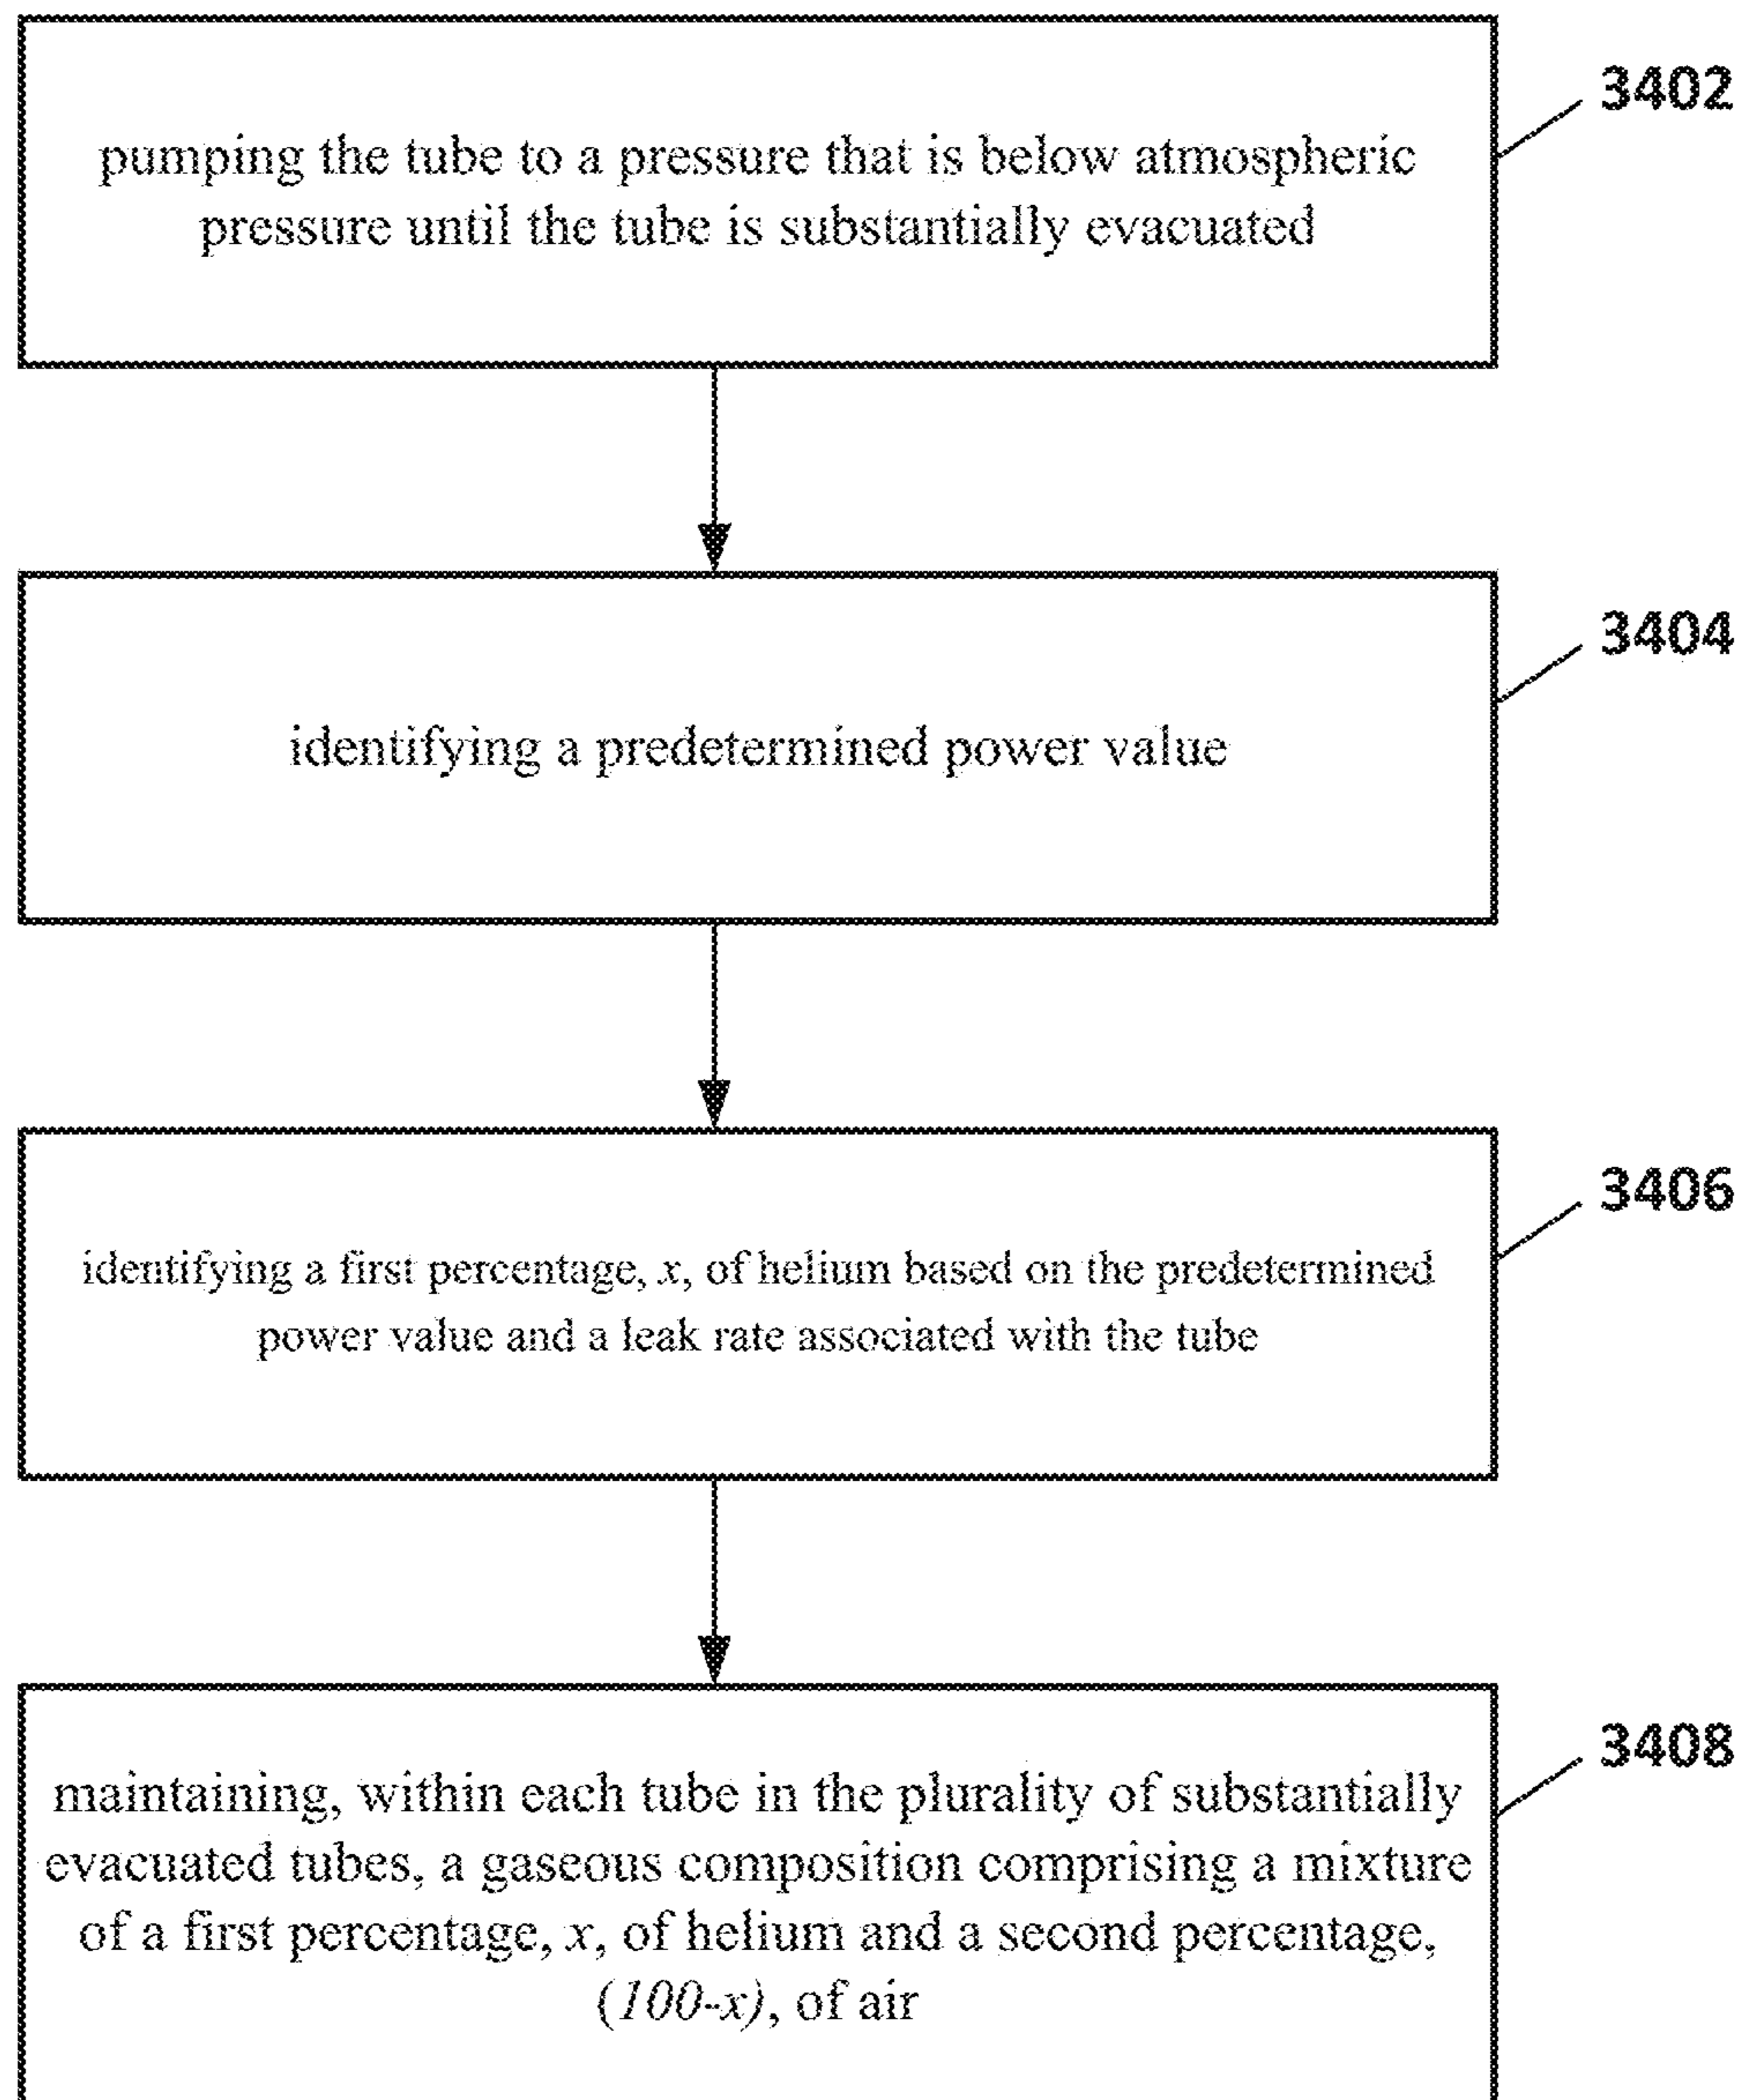 3402
pumping the tube to a pressure that is below atmospheric
pressure until the tube is substantially evacuated
3404
identifying a predetermined power value
3406
identifying a first percentage, x, of helium based on the predetermined
power value and a leak rate associated with the tube
3408
maintaining, within each tube in the plurality of substantially
evacuated tubes, a gaseous composition comprising a mixture
of a first percentage, x, of helium and a second percentage,
(100-x), of air